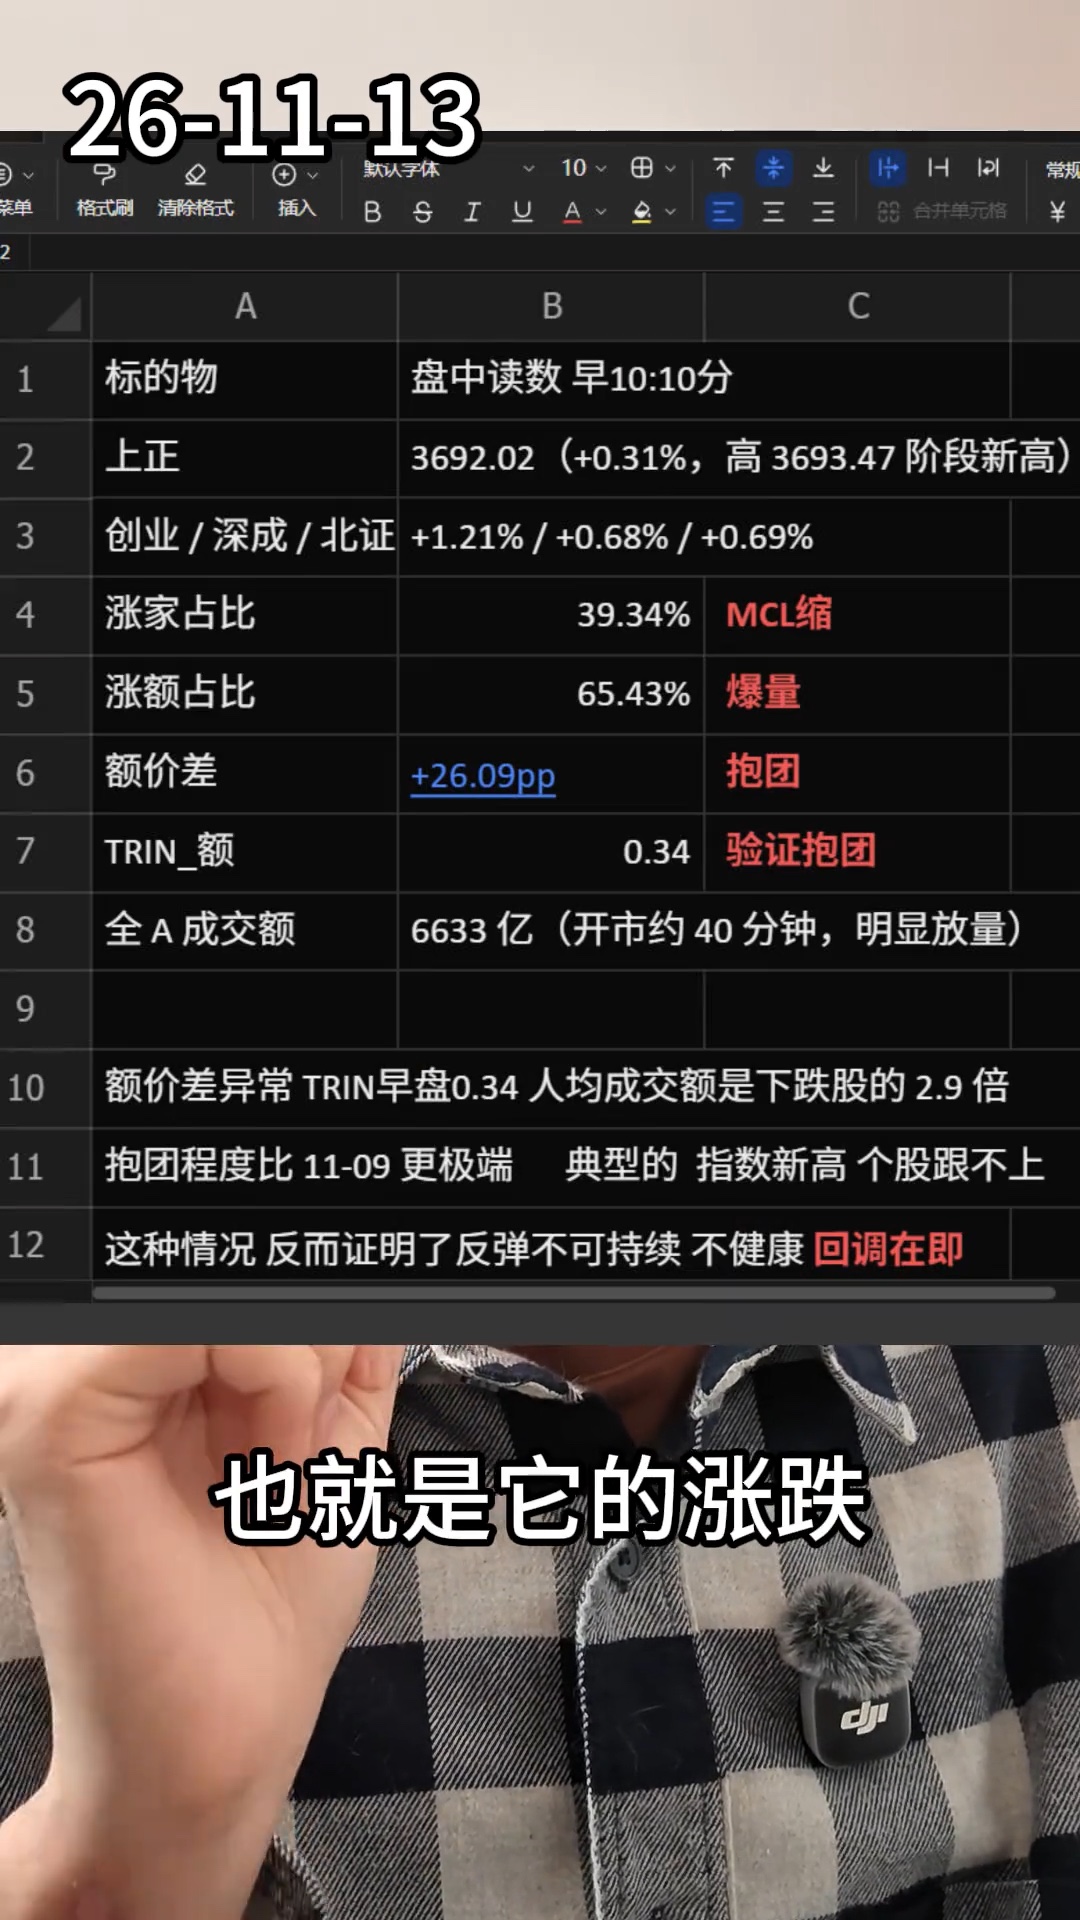 26-11-13
菜单
格式刷
清除格式
插入
默认字体
10
B S I U A
合并单元格
常规
¥
2
A B C
1 标的物 盘中读数 早10:10分
2 上正 3692.02（+0.31%，高 3693.47 阶段新高）
3 创业 / 深成 / 北证 +1.21% / +0.68% / +0.69%
4 涨家占比 39.34% MCL缩
5 涨额占比 65.43% 爆量
6 额价差 +26.09pp 抱团
7 TRIN_额 0.34 验证抱团
8 全 A 成交额 6633 亿（开市约 40 分钟，明显放量）
9
10 额价差异常 TRIN早盘0.34 人均成交额是下跌股的 2.9 倍
11 抱团程度比 11-09 更极端 典型的 指数新高 个股跟不上
12 这种情况 反而证明了反弹不可持续 不健康 回调在即
也就是它的涨跌
dji